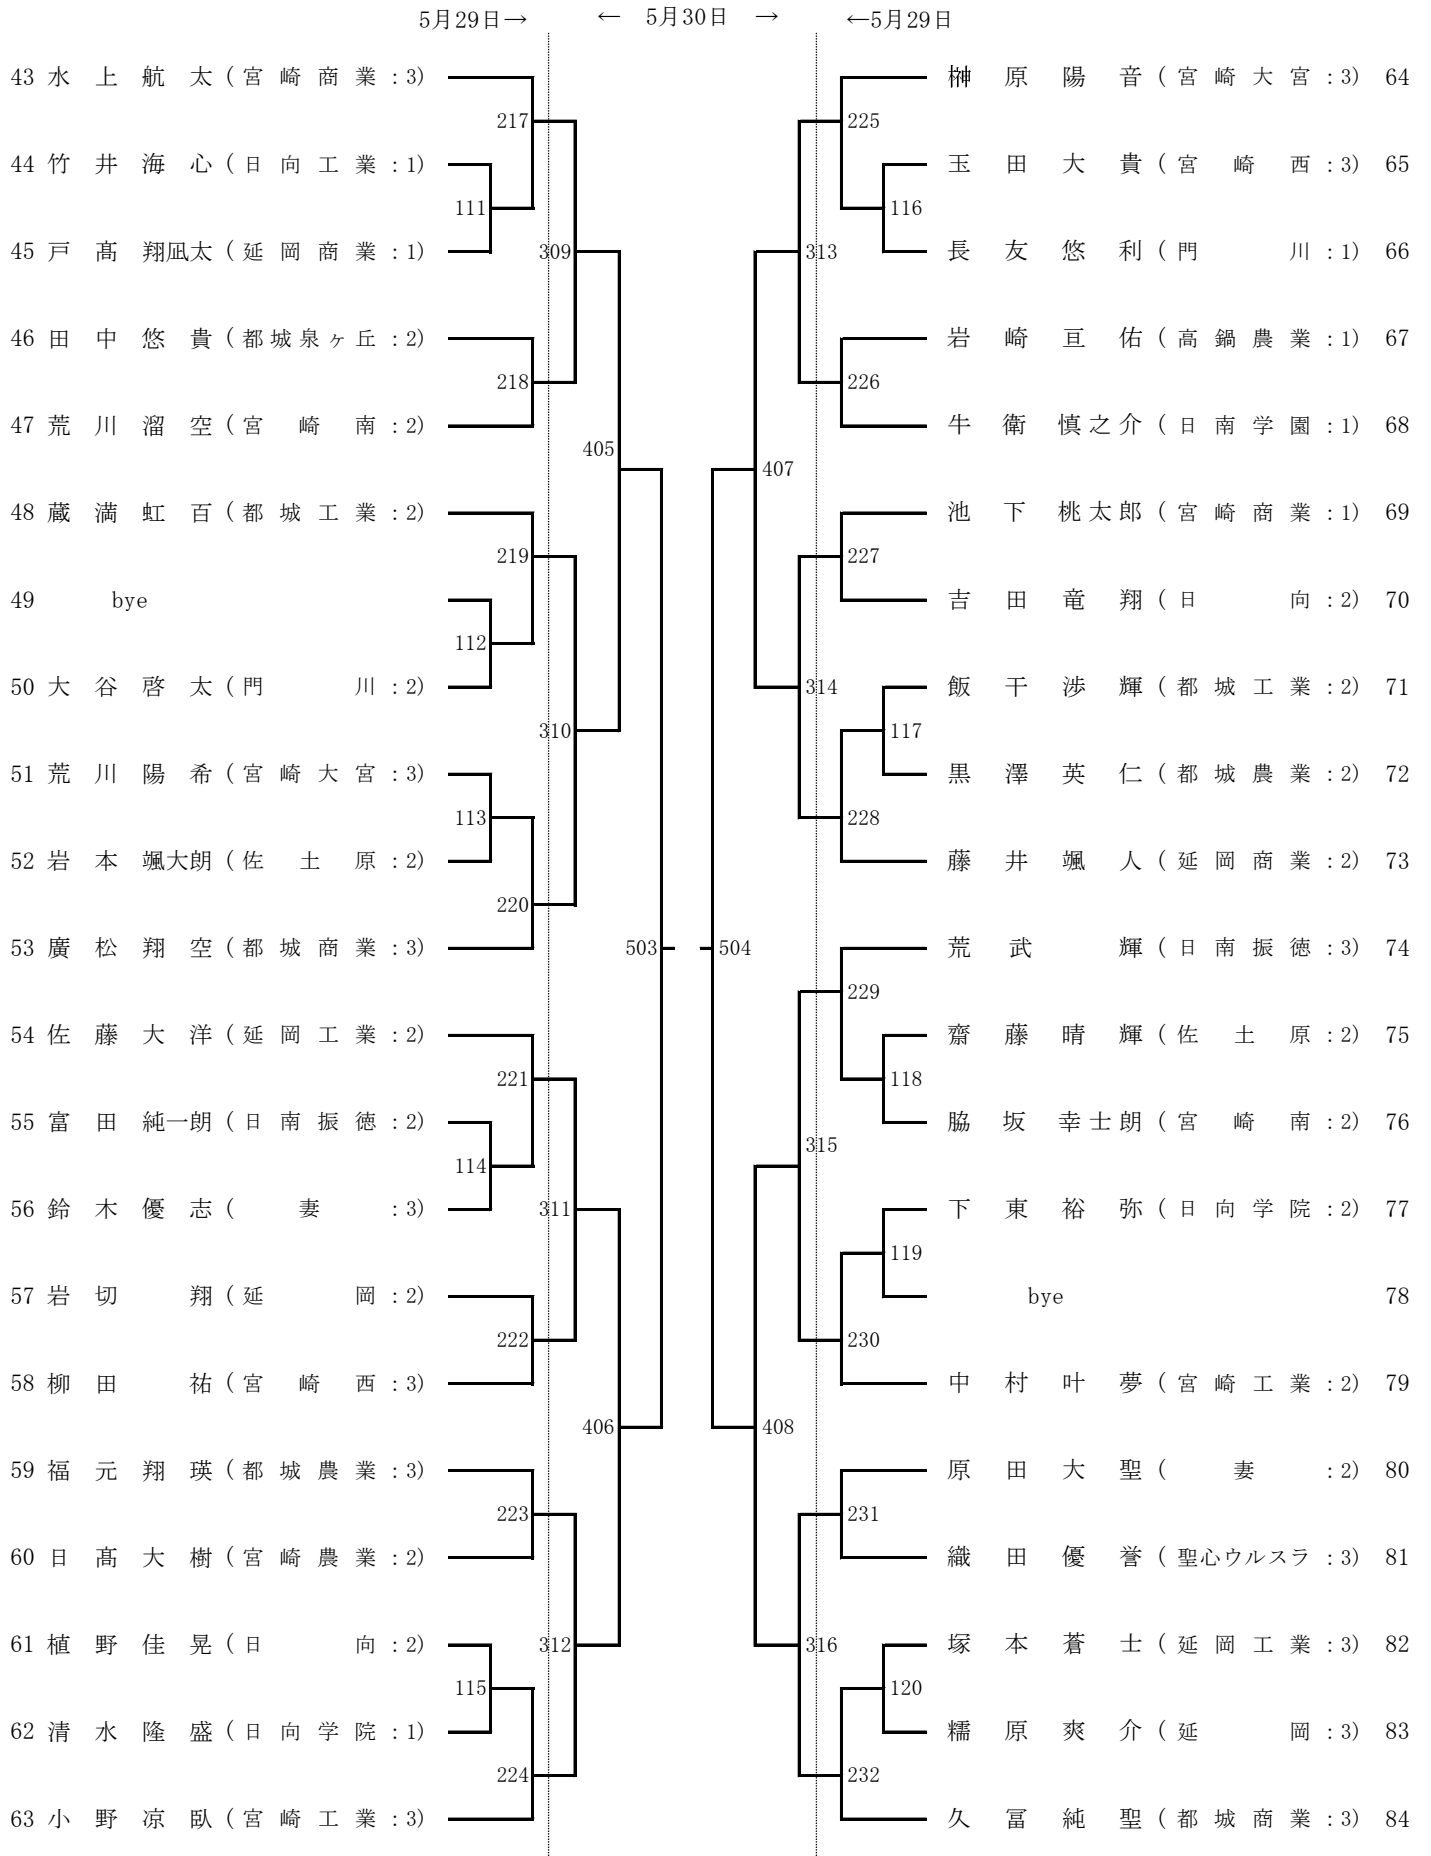 5月29日→ ← 5月30日 → ←5月29日
43 水上航太(宮崎商業:3)
217
44 竹井海心(日向工業:1)
111
45 戸髙翔凪太(延岡商業:1)
309
46 田中悠貴(都城泉ヶ丘:2)
218
47 荒川溜空(宮崎南:2)
405
48 蔵満虹百(都城工業:2)
219
49 bye
112
50 大谷啓太(門川:2)
310
51 荒川陽希(宮崎大宮:3)
113
52 岩本颯大朗(佐土原:2)
220
53 廣松翔空(都城商業:3)
503
54 佐藤大洋(延岡工業:2)
221
55 富田純一朗(日南振徳:2)
114
56 鈴木優志(妻:3)
311
57 岩切翔(延岡:2)
222
58 柳田祐(宮崎西:3)
406
59 福元翔瑛(都城農業:3)
223
60 日髙大樹(宮崎農業:2)
61 植野佳晃(日向:2)
312
115
62 清水隆盛(日向学院:1)
224
63 小野凉臥(宮崎工業:3)
榊原陽音(宮崎大宮:3) 64
225
玉田大貴(宮崎西:3) 65
116
長友悠利(門川:1) 66
313
岩崎亘佑(高鍋農業:1) 67
226
牛衛慎之介(日南学園:1) 68
407
池下桃太郎(宮崎商業:1) 69
227
吉田竜翔(日向:2) 70
飯干渉輝(都城工業:2) 71
314
117
黒澤英仁(都城農業:2) 72
228
藤井颯人(延岡商業:2) 73
荒武輝(日南振徳:3) 74
504
229
齋藤晴輝(佐土原:2) 75
118
脇坂幸士朗(宮崎南:2) 76
315
下東裕弥(日向学院:2) 77
119
bye 78
230
中村叶夢(宮崎工業:2) 79
408
原田大聖(妻:2) 80
231
織田優誉(聖心ウルスラ:3) 81
塚本蒼士(延岡工業:3) 82
316
120
糯原爽介(延岡:3) 83
232
久冨純聖(都城商業:3) 84